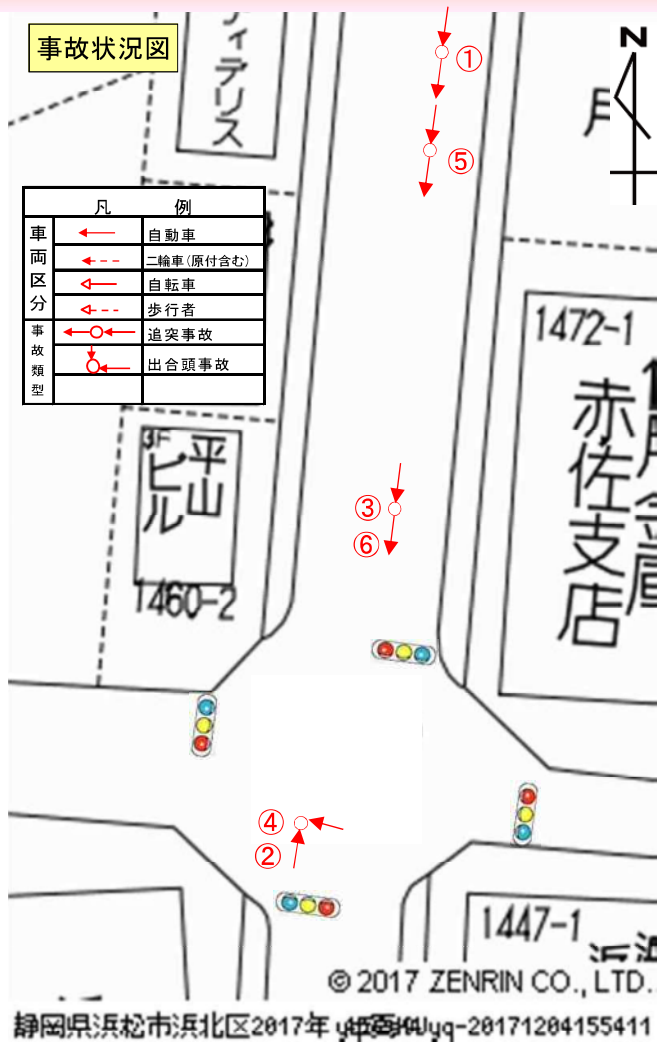 事故状況図
ィデリス
N
①
⑤
凡 例
車両区分
自動車
二輪車(原付含む)
自転車
歩行者
事故類型
追突事故
出合頭事故
1472-1
赤佐支店
3F
平山
ビル
1460-2
③
⑥
④
②
1447-1
© 2017 ZENRIN CO., LTD.
静岡県浜松市浜北区2017年
-20171204155411